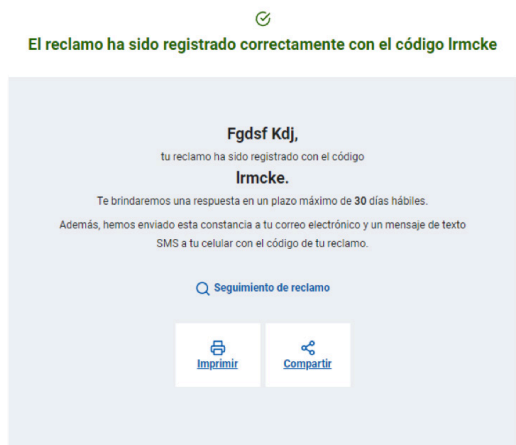 El reclamo ha sido registrado correctamente con el código lrmcke
Fgdsf Kdj,
tu reclamo ha sido registrado con el código
lrmcke.
Te brindaremos una respuesta en un plazo máximo de 30 días hábiles.
Además, hemos enviado esta constancia a tu correo electrónico y un mensaje de texto
SMS a tu celular con el código de tu reclamo.
Seguimiento de reclamo
Imprimir
Compartir